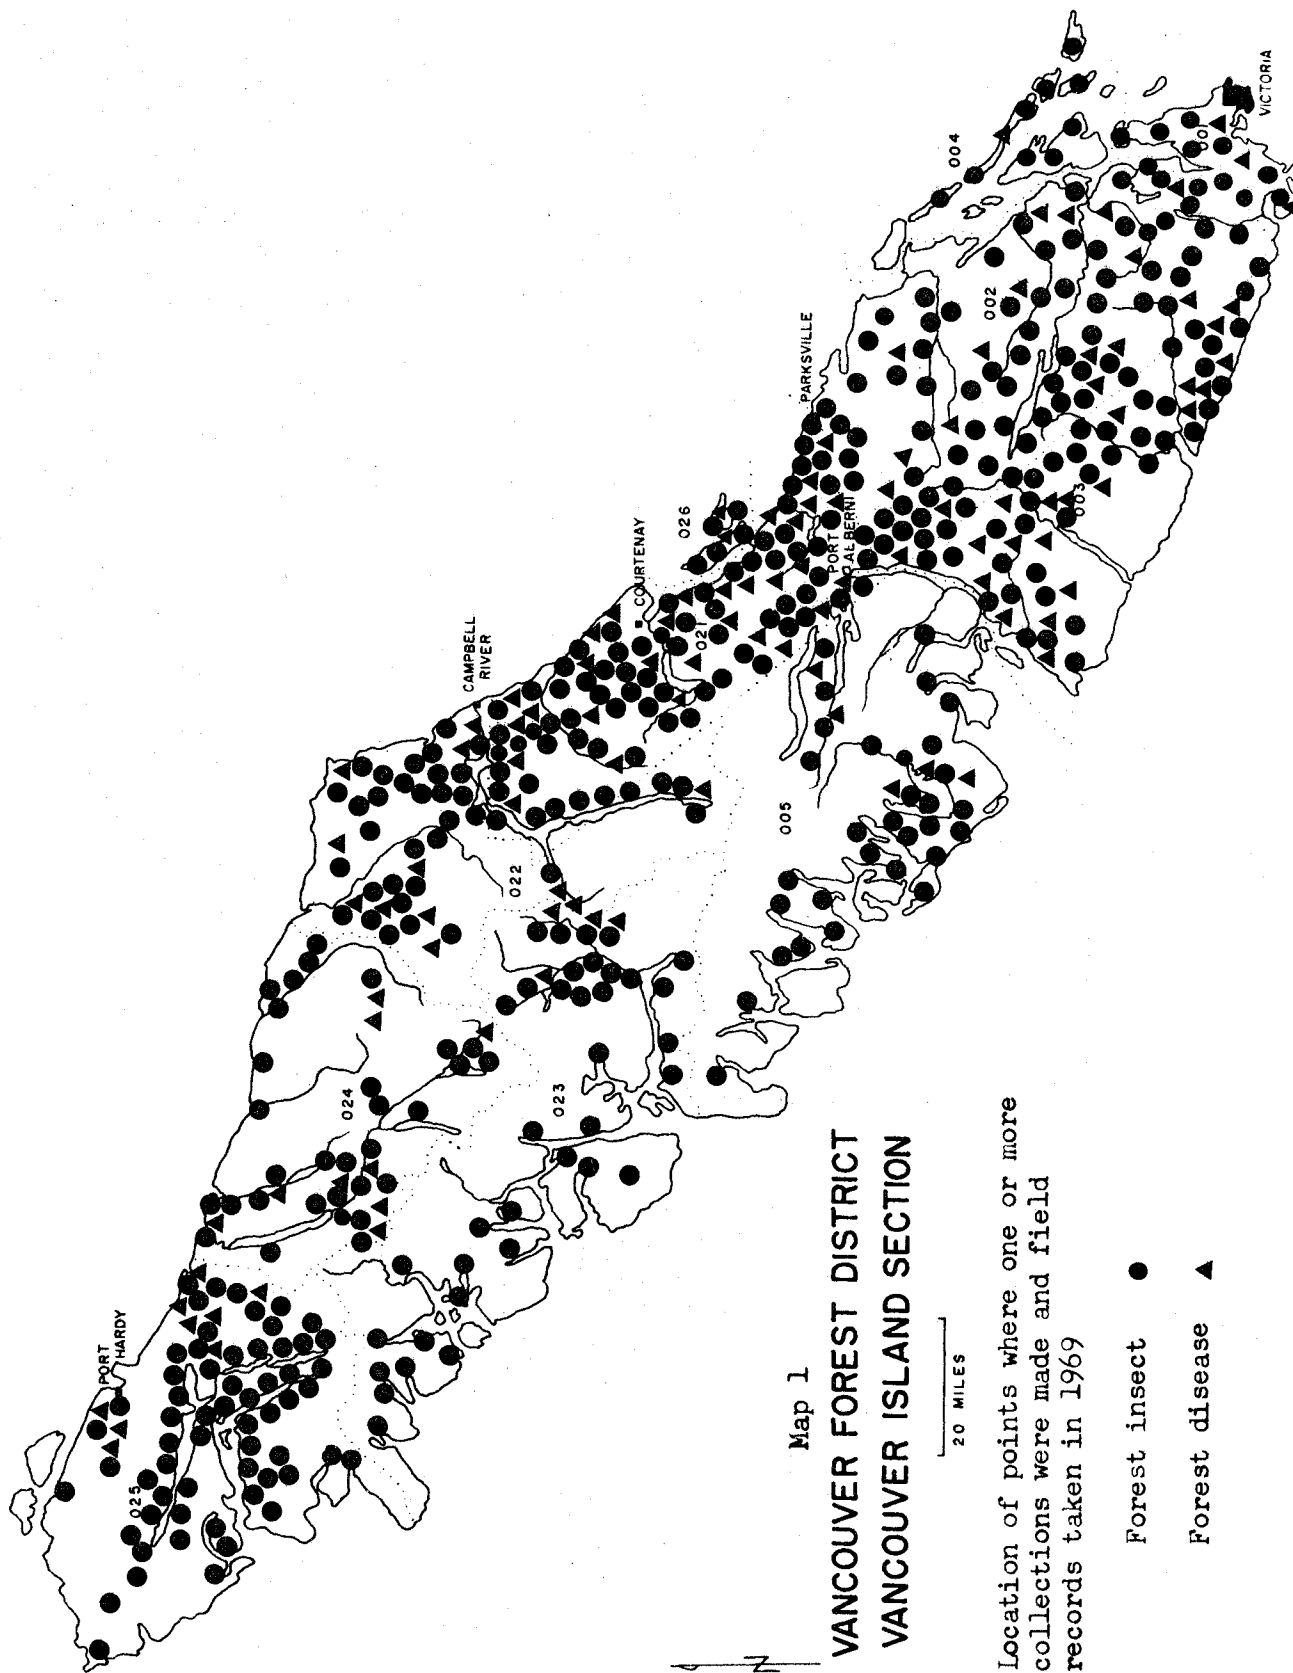 Map 1
VANCOUVER FOREST DISTRICT
VANCOUVER ISLAND SECTION
20 MILES
Location of points where one or more
collections were made and field
records taken in 1969
Forest insect
Forest disease
N
PORT
HARDY
025
024
023
022
CAMPBELL
RIVER
COURTENAY
021
026
005
PORT
ALBERNI
PARKSVILLE
003
002
004
001
VICTORIA